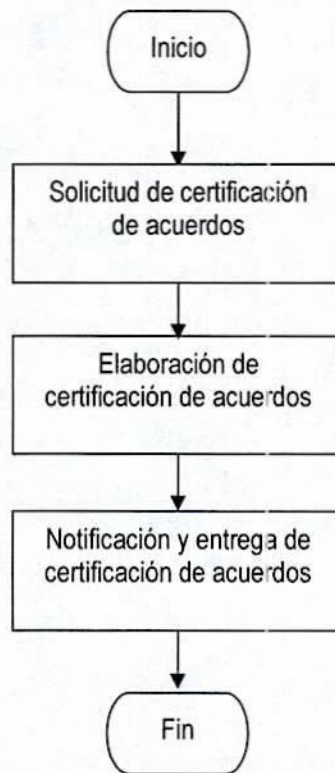 Inicio
Solicitud de certificación
de acuerdos
Elaboración de
certificación de acuerdos
Notificación y entrega de
certificación de acuerdos
Fin